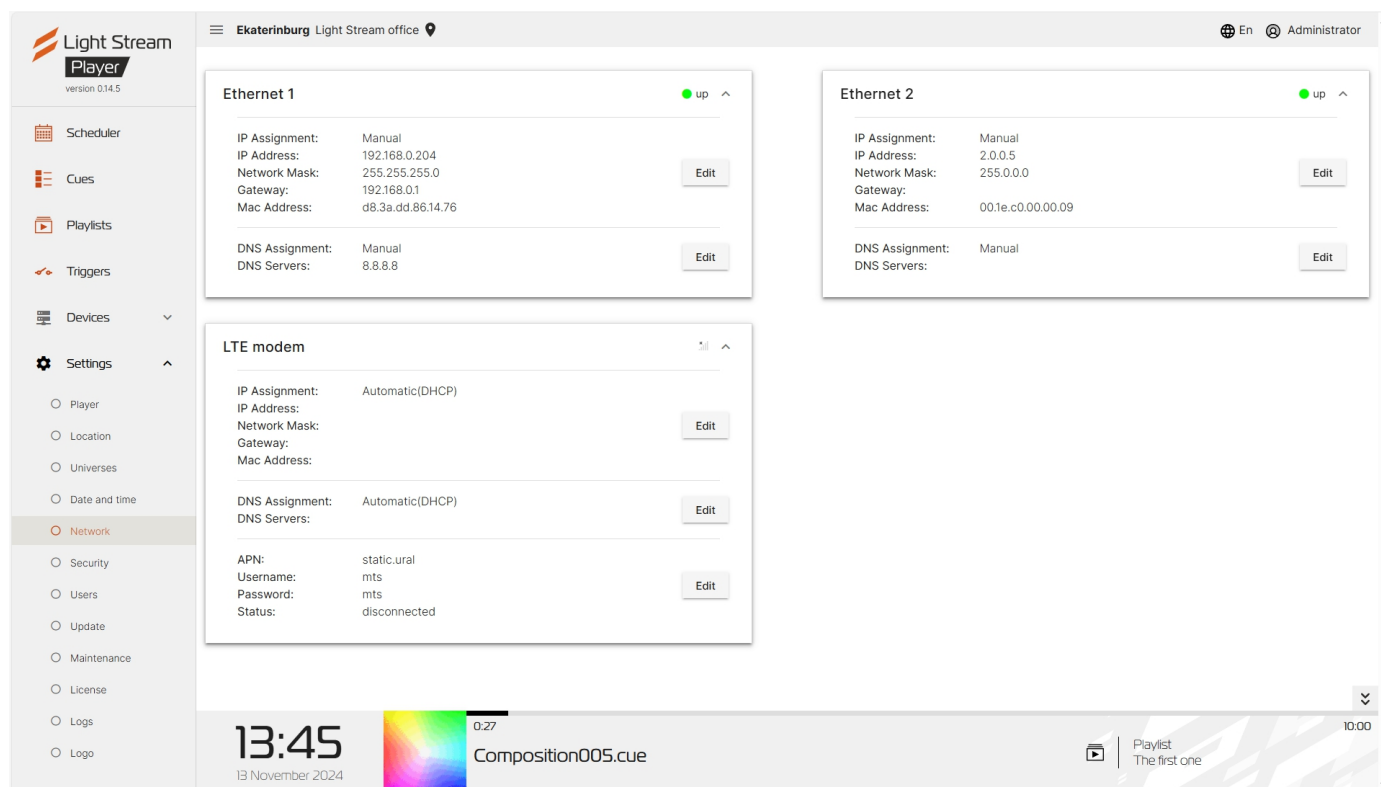 Light Stream
Player
version 0.14.5
Scheduler
Cues
Playlists
Triggers
Devices
Settings
Player
Location
Universes
Date and time
Network
Security
Users
Update
Maintenance
License
Logs
Logo
Ekaterinburg Light Stream office
En Administrator
Ethernet 1
up
IP Assignment: Manual
IP Address: 192.168.0.204
Network Mask: 255.255.255.0
Gateway: 192.168.0.1
Mac Address: d8.3a.dd.86.14.76
Edit
DNS Assignment: Manual
DNS Servers: 8.8.8.8
Edit
Ethernet 2
up
IP Assignment: Manual
IP Address: 2.0.0.5
Network Mask: 255.0.0.0
Gateway:
Mac Address: 00.1e.c0.00.00.09
Edit
DNS Assignment: Manual
DNS Servers:
Edit
LTE modem
IP Assignment: Automatic(DHCP)
IP Address:
Network Mask:
Gateway:
Mac Address:
Edit
DNS Assignment: Automatic(DHCP)
DNS Servers:
Edit
APN: static.ural
Username: mts
Password: mts
Status: disconnected
Edit
13:45
13 November 2024
0:27
10:00
Composition005.cue
Playlist
The first one